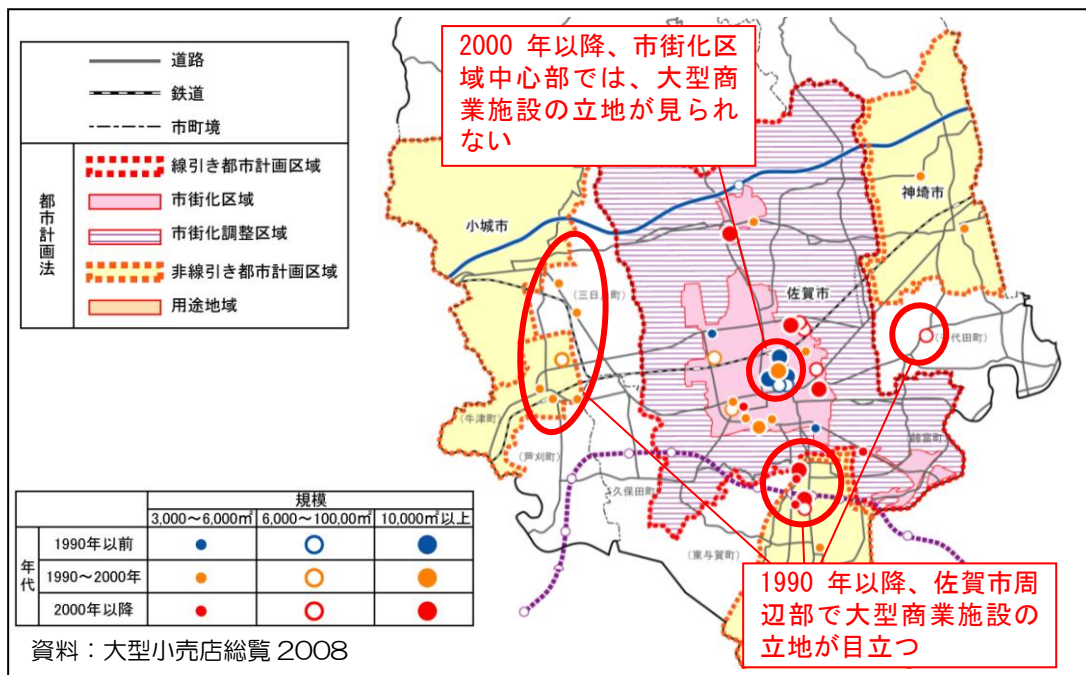 道路
鉄道
市町境
都市計画法
線引き都市計画区域
市街化区域
市街化調整区域
非線引き都市計画区域
用途地域
2000 年以降、市街化区
域中心部では、大型商
業施設の立地が見られ
ない
神埼市
小城市
(三日月町)
佐賀市
代田町)
(牛津町)
諸富町)
(芦刈町)
久保田町)
(東与賀町)
規模
3,000~6,000㎡ 6,000~100,00㎡ 10,000㎡以上
年代
1990年以前
1990~2000年
2000年以降
1990 年以降、佐賀市周
辺部で大型商業施設の
立地が目立つ
資料:大型小売店総覧 2008